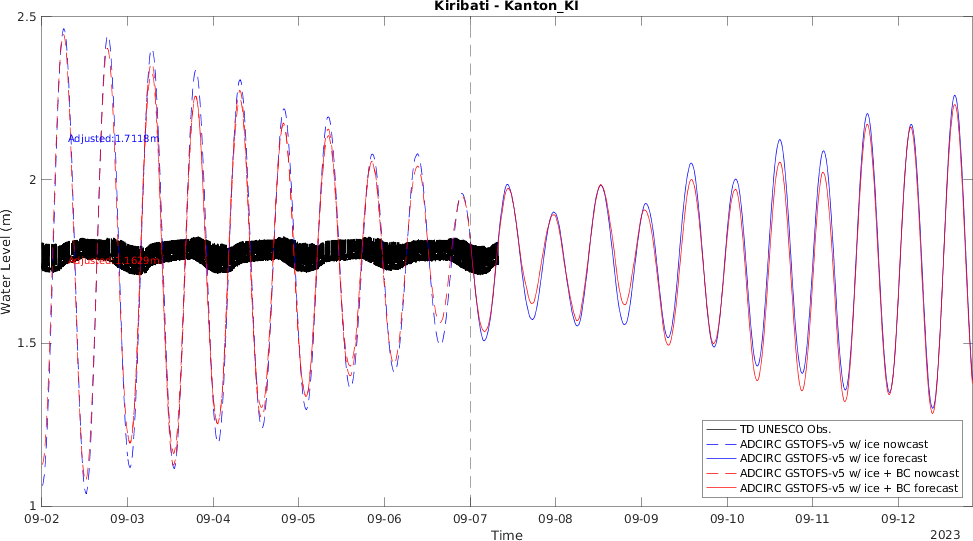 Kiribati - Kanton_KI
2.5
2
1.5
1
Water Level (m)
Adjusted:1.7118m
Adjusted:1.1629m
TD UNESCO Obs.
ADCIRC GSTOFS-v5 w/ ice nowcast
ADCIRC GSTOFS-v5 w/ ice forecast
ADCIRC GSTOFS-v5 w/ ice + BC nowcast
ADCIRC GSTOFS-v5 w/ ice + BC forecast
09-02 09-03 09-04 09-05 09-06 09-07 09-08 09-09 09-10 09-11 09-12
Time
2023